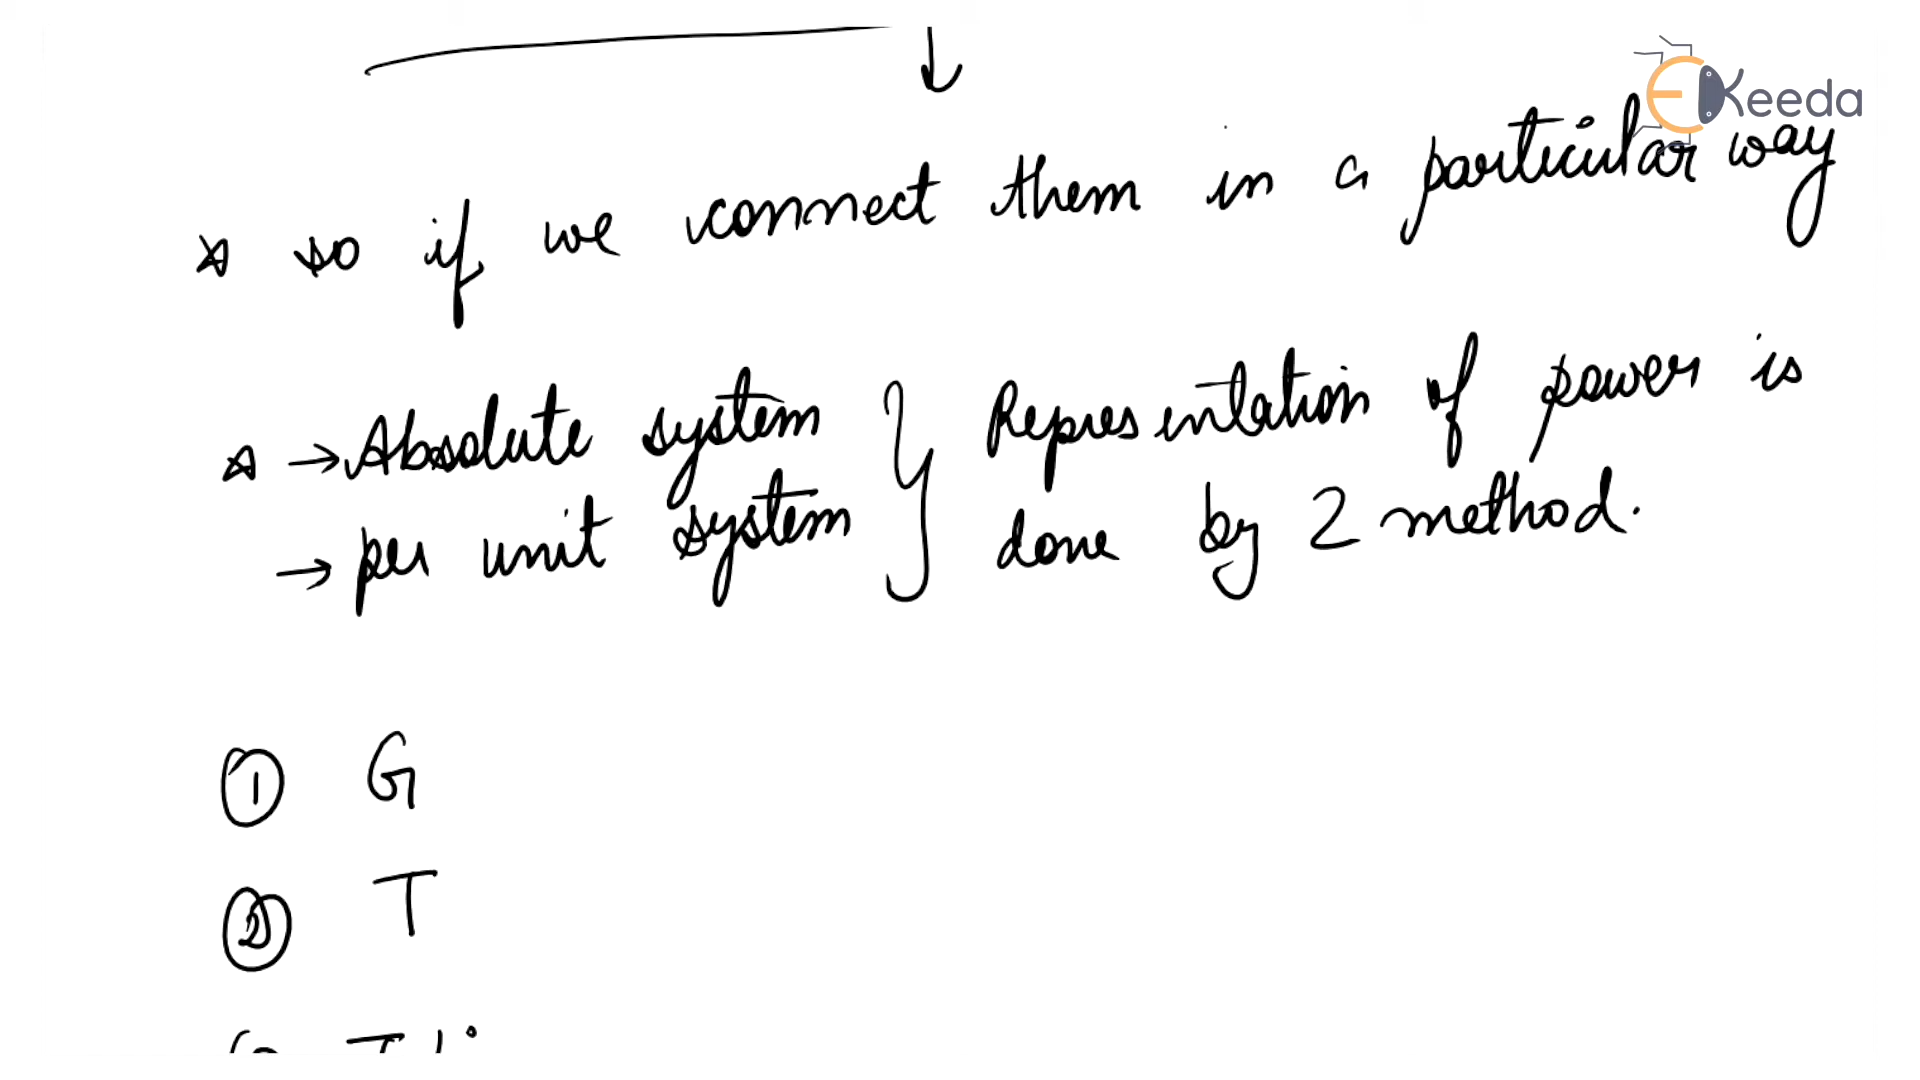 EKeeda
☆ so if we connect them in a particular way
☆ → Absolute system } Representation of power is
→ per unit system } done by 2 method.
① G
② T